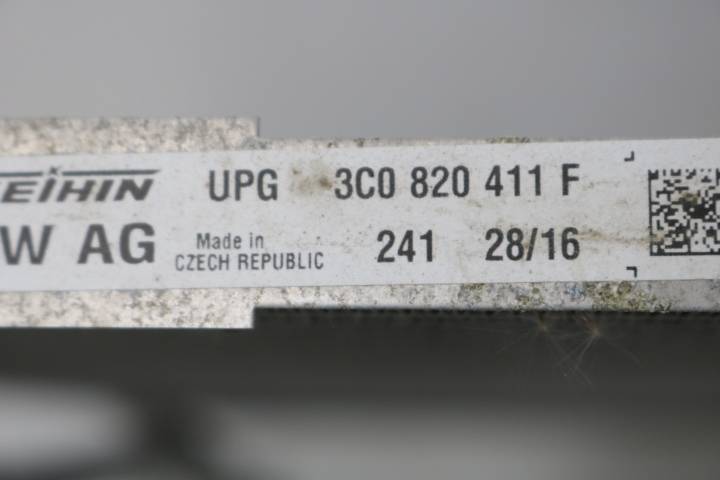 EIHIN UPG 3C0 820 411 F
W AG Made in CZECH REPUBLIC 241 28/16